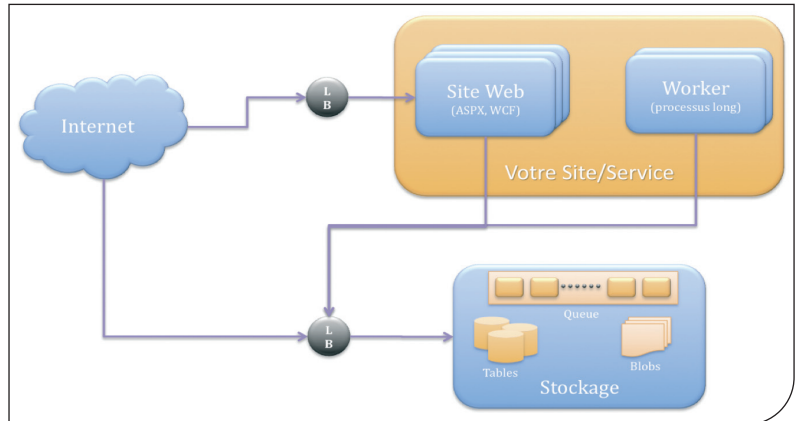 Internet
L
B
Site Web
(ASPX, WCF)
Worker
(processus long)
Votre Site/Service
L
B
Queue
Tables
Blobs
Stockage